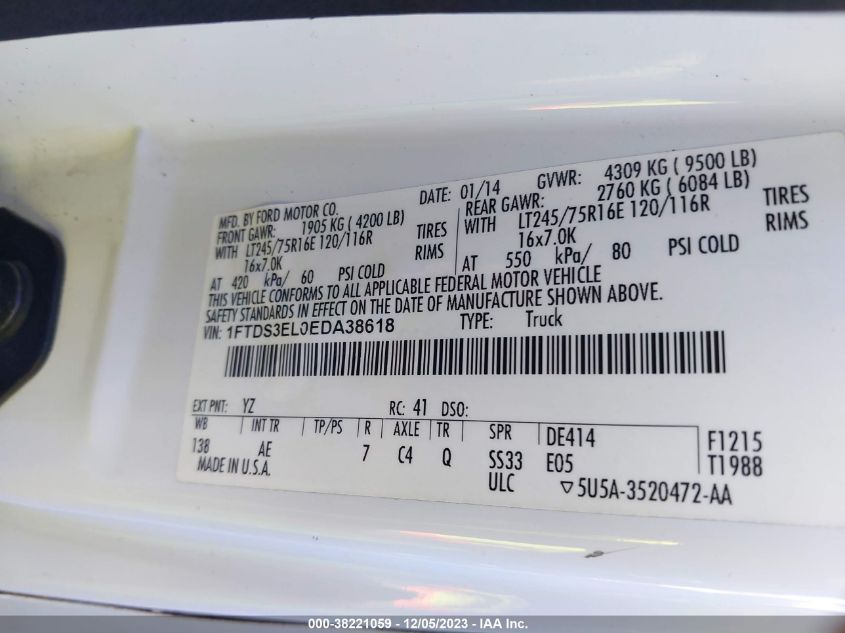 MFD. BY FORD MOTOR CO. DATE: 01/14 GVWR: 4309 KG ( 9500 LB)
FRONT GAWR: 1905 KG ( 4200 LB) REAR GAWR: 2760 KG ( 6084 LB)
WITH LT245/75R16E 120/116R TIRES WITH LT245/75R16E 120/116R TIRES
16x7.0K RIMS 16x7.0K RIMS
AT 420 kPa/ 60 PSI COLD AT 550 kPa/ 80 PSI COLD
THIS VEHICLE CONFORMS TO ALL APPLICABLE FEDERAL MOTOR VEHICLE
SAFETY STANDARDS IN EFFECT ON THE DATE OF MANUFACTURE SHOWN ABOVE.
VIN: 1FTDS3EL0EDA38618 TYPE: Truck
EXT PNT: YZ RC: 41 DSO:
WB INT TR TP/PS R AXLE TR SPR DE414 F1215
138 AE 7 C4 Q SS33 E05 T1988
MADE IN U.S.A. ULC ▽5U5A-3520472-AA
000-38221059 - 12/05/2023 - Copyright © IAA, Inc.